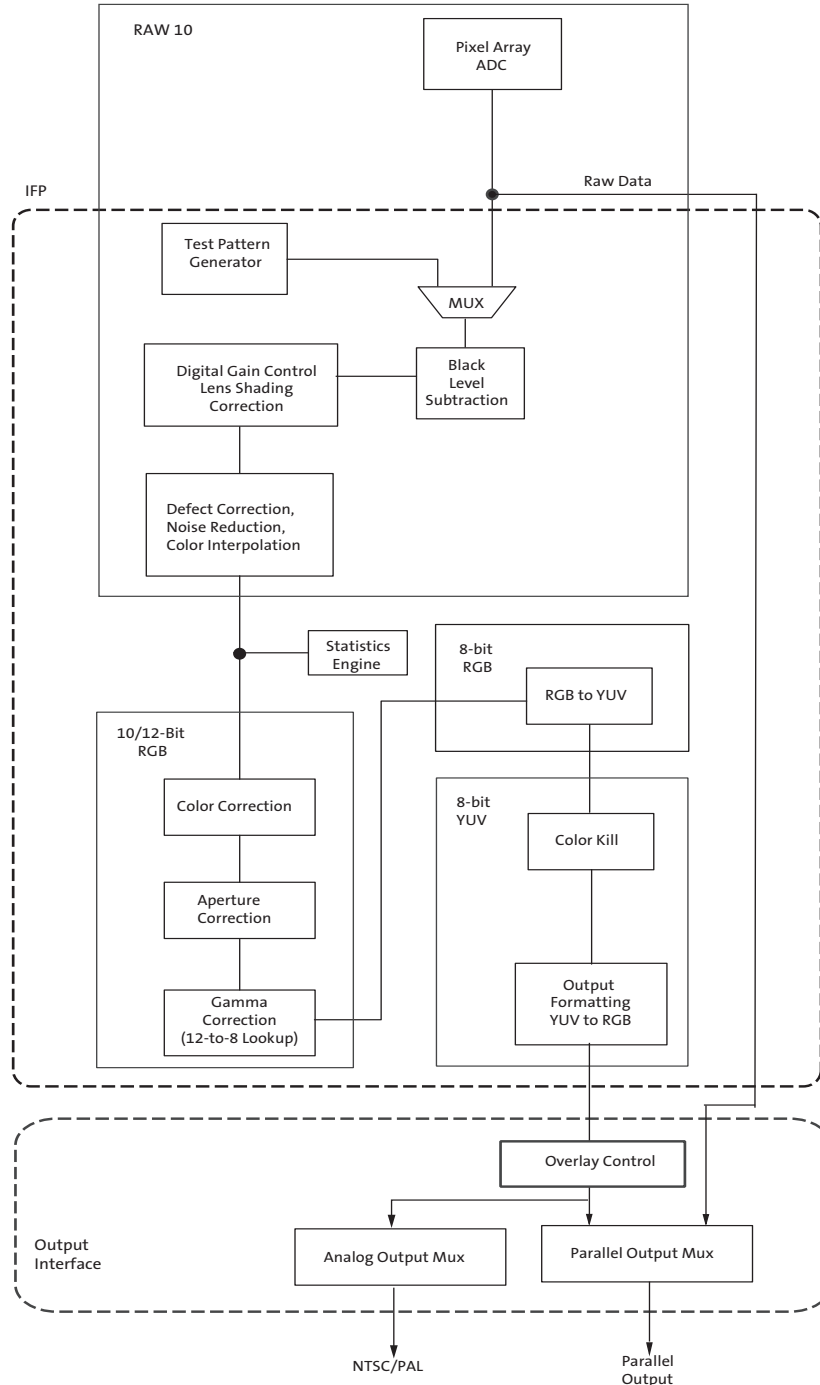 RAW 10
Pixel Array
ADC
IFP
Raw Data
Test Pattern
Generator
MUX
Digital Gain Control
Lens Shading
Correction
Black
Level
Subtraction
Defect Correction,
Noise Reduction,
Color Interpolation
Statistics
Engine
8-bit
RGB
RGB to YUV
10/12-Bit
RGB
Color Correction
8-bit
YUV
Color Kill
Aperture
Correction
Gamma
Correction
(12-to-8 Lookup)
Output
Formatting
YUV to RGB
Overlay Control
Output
Interface
Analog Output Mux
Parallel Output Mux
NTSC/PAL
Parallel
Output